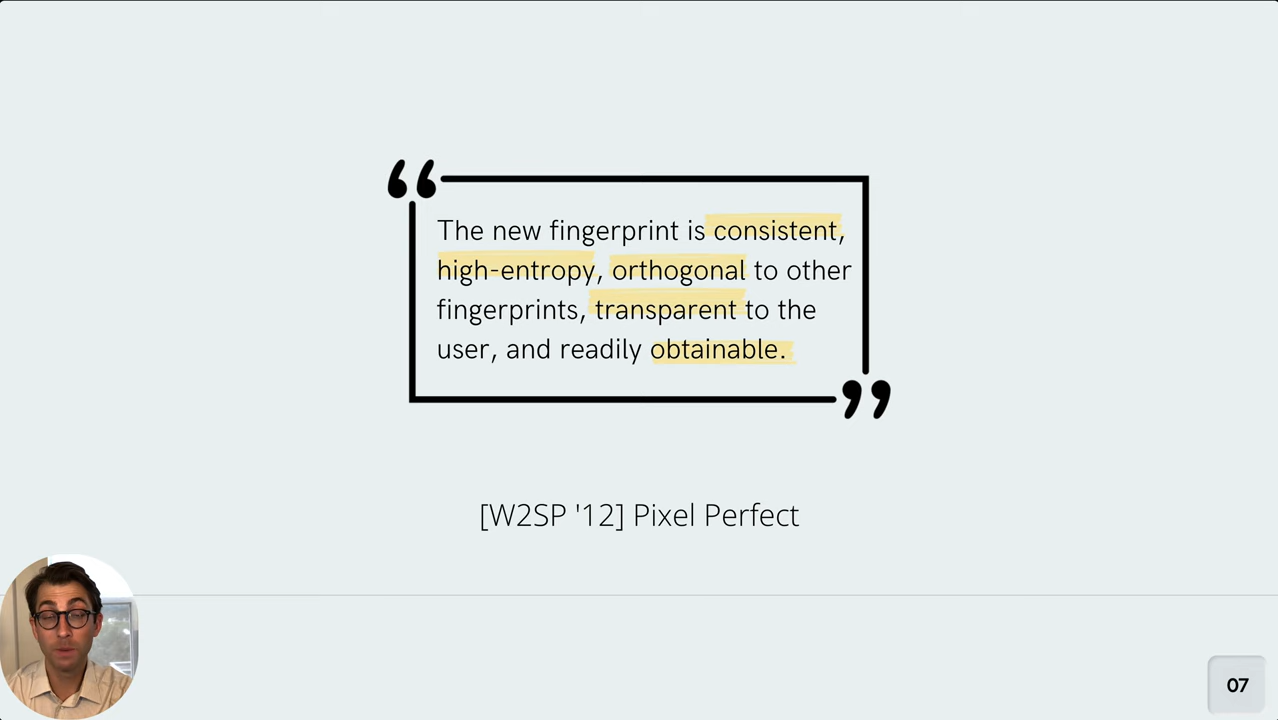 The new fingerprint is consistent,
high-entropy, orthogonal to other
fingerprints, transparent to the
user, and readily obtainable.
[W2SP '12] Pixel Perfect
07